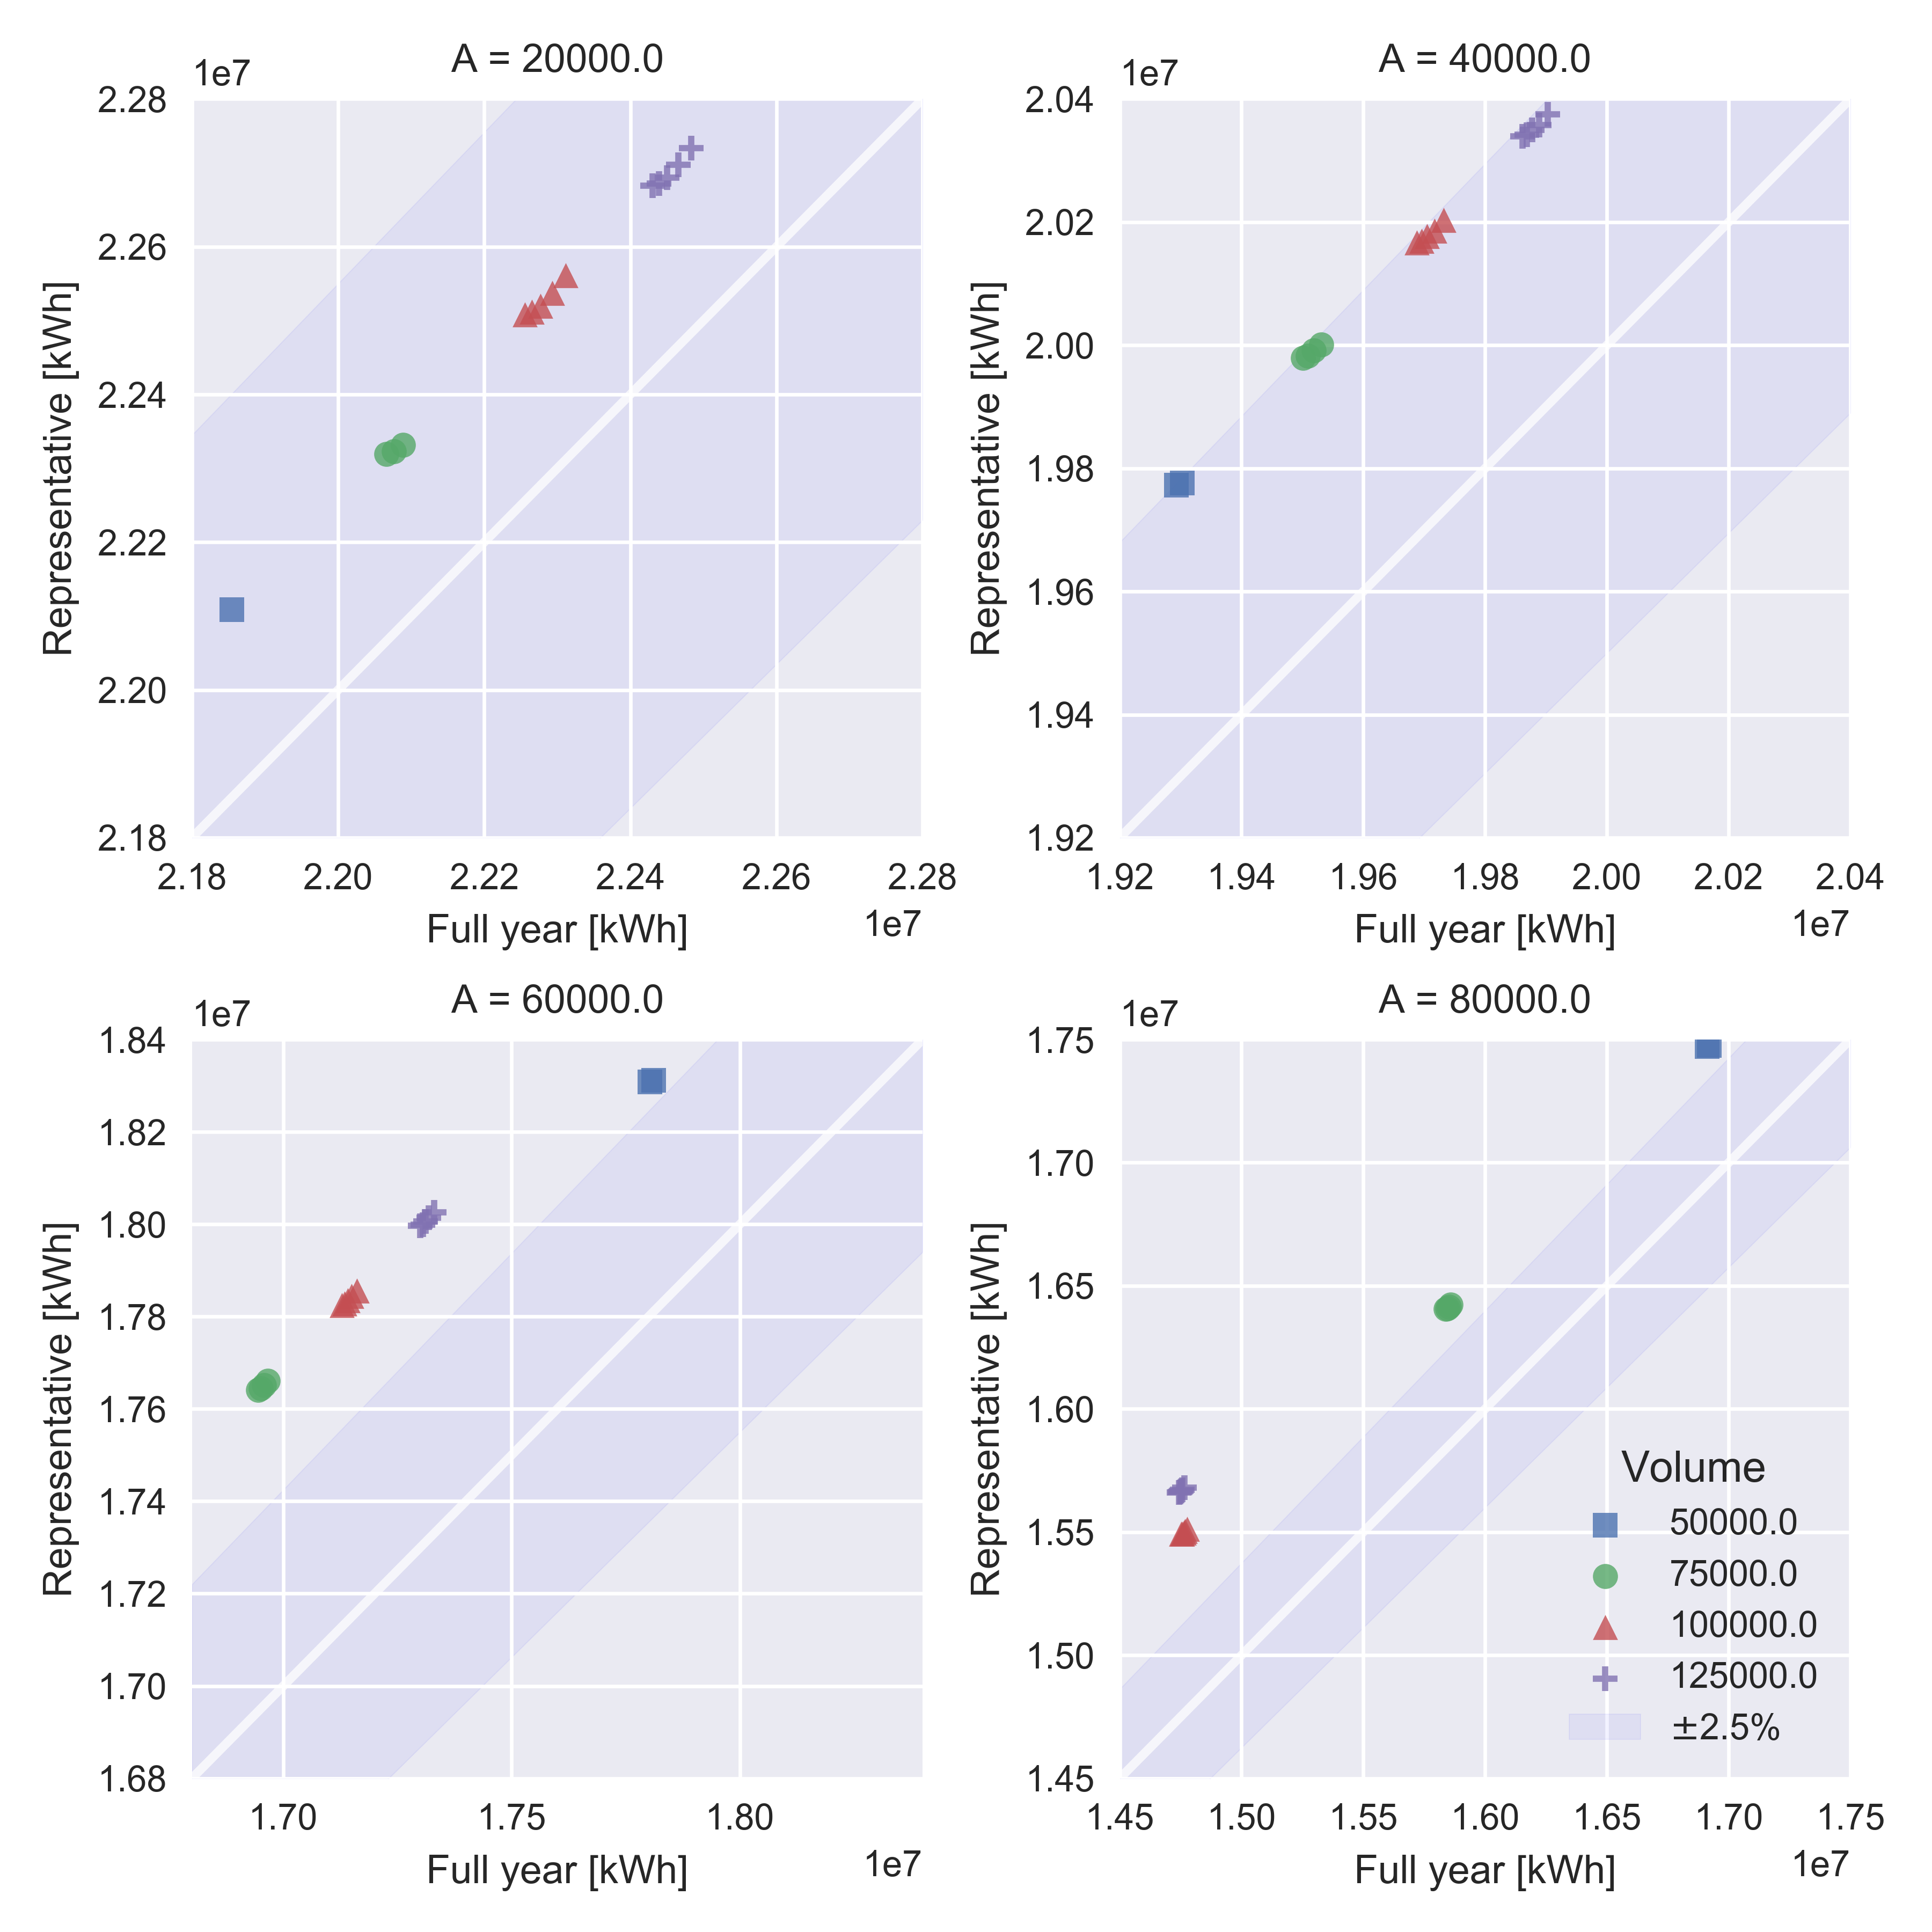 A = 20000.0
1e7
2.28
2.26
2.24
2.22
2.20
2.18
Representative [kWh]
2.18 2.20 2.22 2.24 2.26 2.28
Full year [kWh]
1e7
A = 40000.0
1e7
2.04
2.02
2.00
1.98
1.96
1.94
1.92
Representative [kWh]
1.92 1.94 1.96 1.98 2.00 2.02 2.04
Full year [kWh]
1e7
A = 60000.0
1e7
1.84
1.82
1.80
1.78
1.76
1.74
1.72
1.70
1.68
Representative [kWh]
1.70 1.75 1.80
Full year [kWh]
1e7
A = 80000.0
1e7
1.75
1.70
1.65
1.60
1.55
1.50
1.45
Representative [kWh]
Volume
50000.0
75000.0
100000.0
125000.0
±2.5%
1.45 1.50 1.55 1.60 1.65 1.70 1.75
Full year [kWh]
1e7